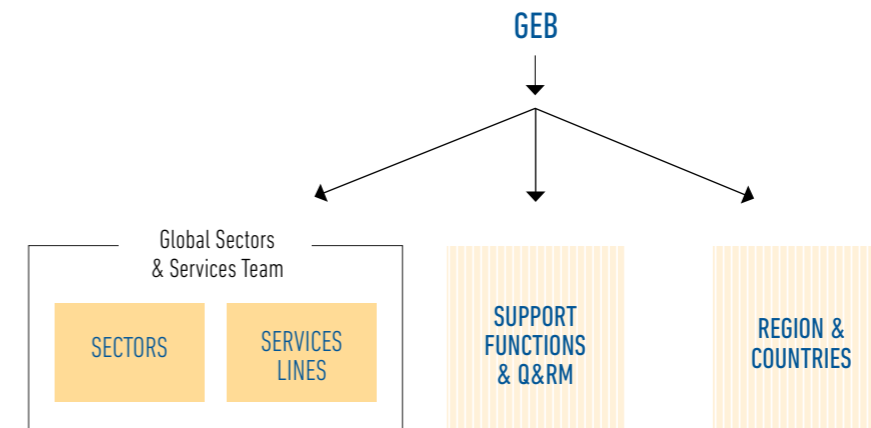 GEB
Global Sectors
& Services Team
SECTORS
SERVICES
LINES
SUPPORT
FUNCTIONS
& Q&RM
REGION &
COUNTRIES